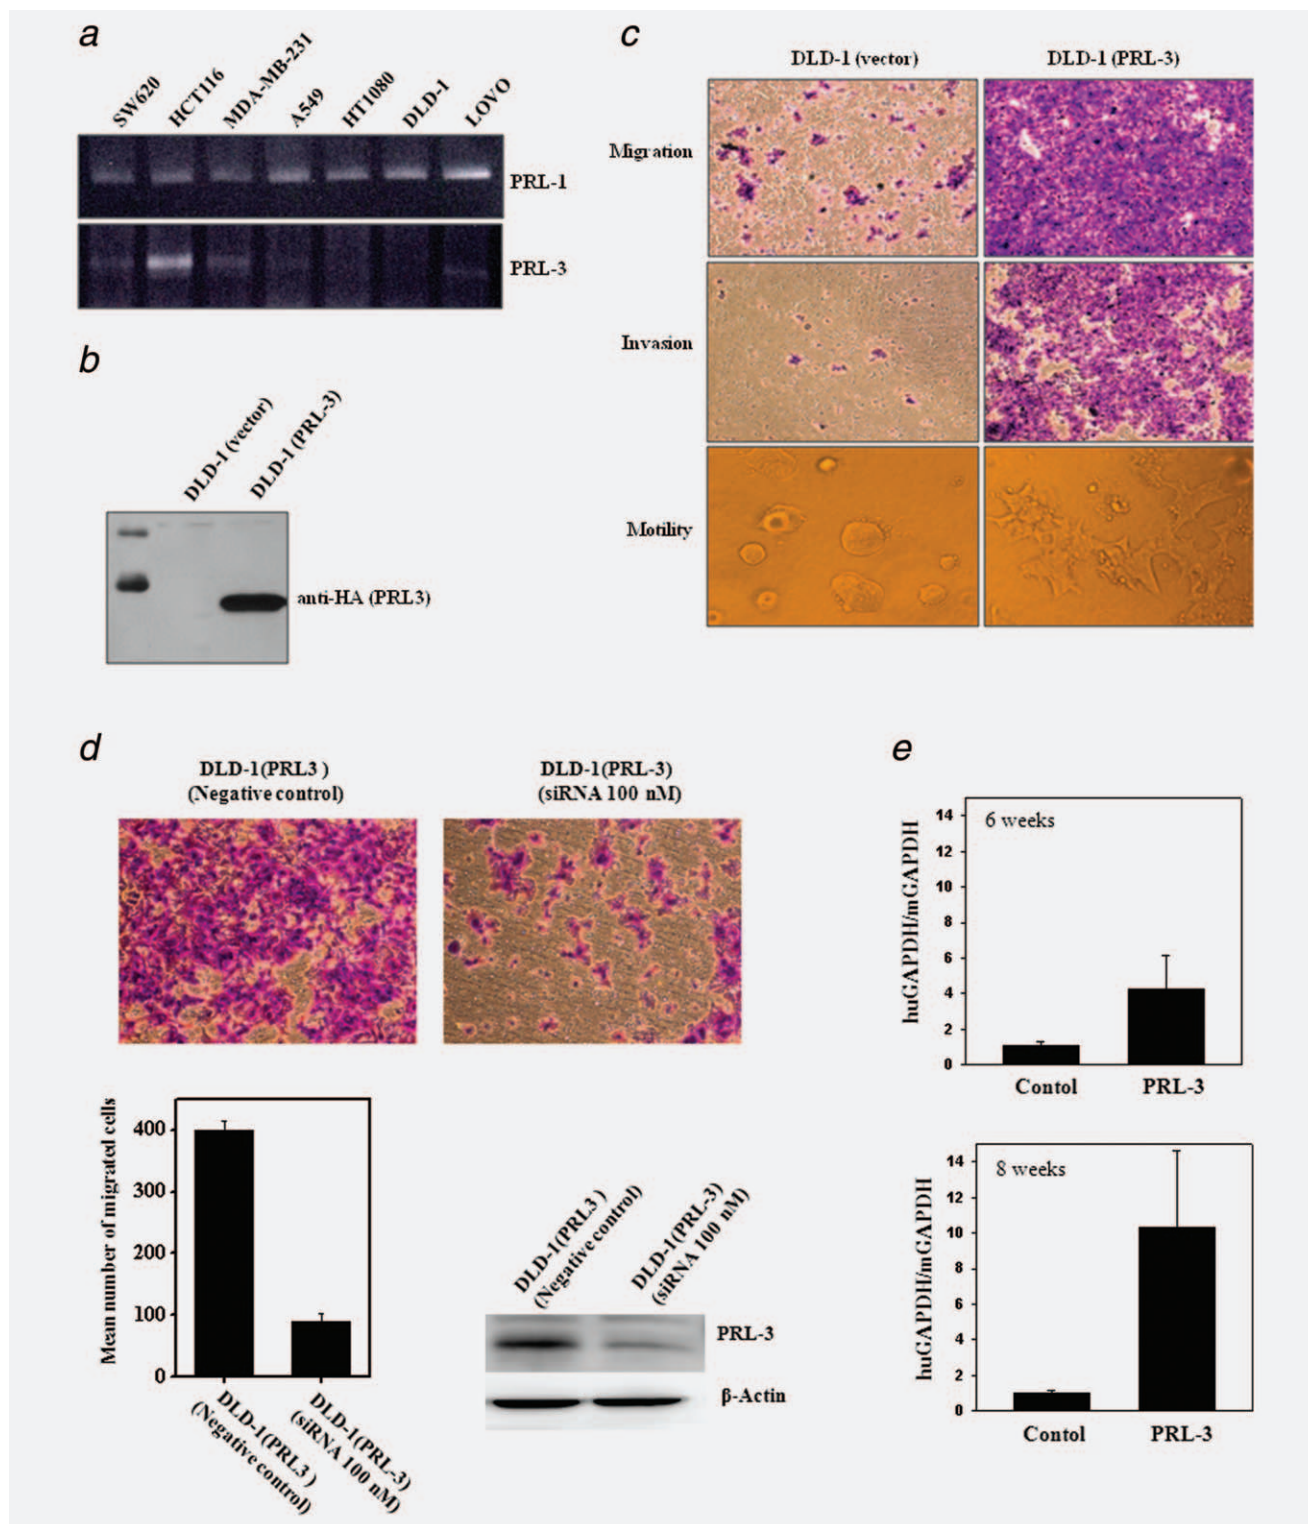 a
SW620
HCT116
MDA-MB-231
A549
HT1080
DLD-1
LOVO
PRL-1
PRL-3
b
DLD-1 (vector)
DLD-1 (PRL-3)
anti-HA (PRL3)
c
DLD-1 (vector)
DLD-1 (PRL-3)
Migration
Invasion
Motility
d
DLD-1(PRL3 )
(Negative control)
DLD-1(PRL-3)
(siRNA 100 nM)
Mean number of migrated cells
400
300
200
100
0
DLD-1(PRL3 )
(Negative control)
DLD-1(PRL-3)
(siRNA 100 nM)
DLD-1(PRL3 )
(Negative control)
DLD-1(PRL-3)
(siRNA 100 nM)
PRL-3
β-Actin
e
6 weeks
huGAPDH/mGAPDH
14
12
10
8
6
4
2
0
Contol
PRL-3
8 weeks
huGAPDH/mGAPDH
14
12
10
8
6
4
2
0
Contol
PRL-3